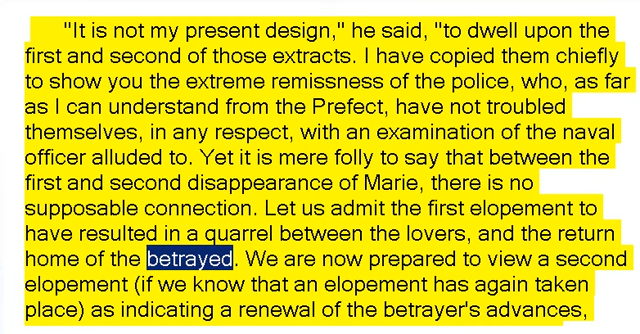 "It is not my present design," he said, "to dwell upon the
first and second of those extracts. I have copied them chiefly
to show you the extreme remissness of the police, who, as far
as I can understand from the Prefect, have not troubled
themselves, in any respect, with an examination of the naval
officer alluded to. Yet it is mere folly to say that between the
first and second disappearance of Marie, there is no
supposable connection. Let us admit the first elopement to
have resulted in a quarrel between the lovers, and the return
home of the betrayed. We are now prepared to view a second
elopement (if we know that an elopement has again taken
place) as indicating a renewal of the betrayer's advances,